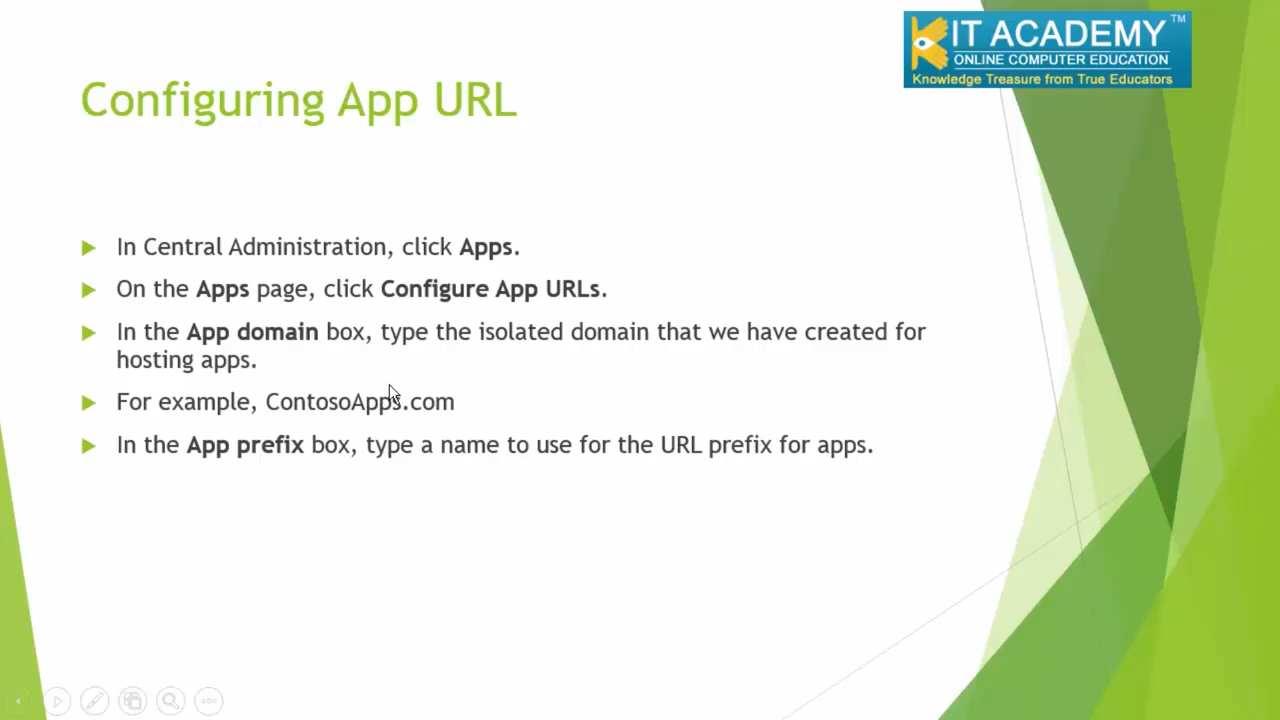 KIT ACADEMY TM
ONLINE COMPUTER EDUCATION
Knowledge Treasure from True Educators
Configuring App URL
In Central Administration, click Apps.
On the Apps page, click Configure App URLs.
In the App domain box, type the isolated domain that we have created for
hosting apps.
For example, ContosoApps.com
In the App prefix box, type a name to use for the URL prefix for apps.